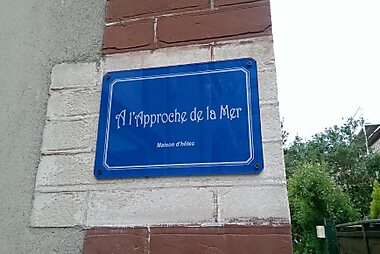 A l'Approche de la Mer
Maison d'hôtes